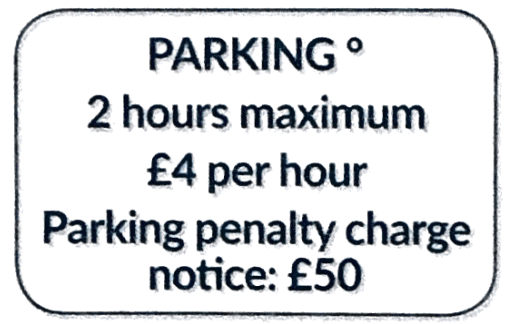 PARKING °
2 hours maximum
£4 per hour
Parking penalty charge
notice: £50